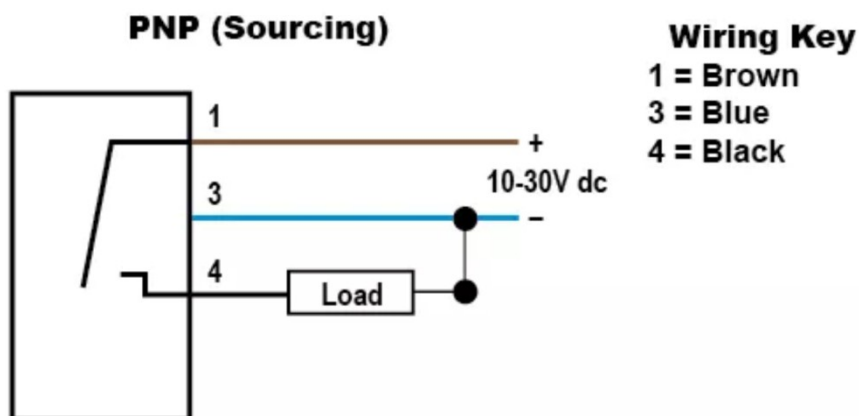 PNP (Sourcing)
Wiring Key
1 = Brown
3 = Blue
4 = Black
1
+
10-30V dc
3
–
4
Load